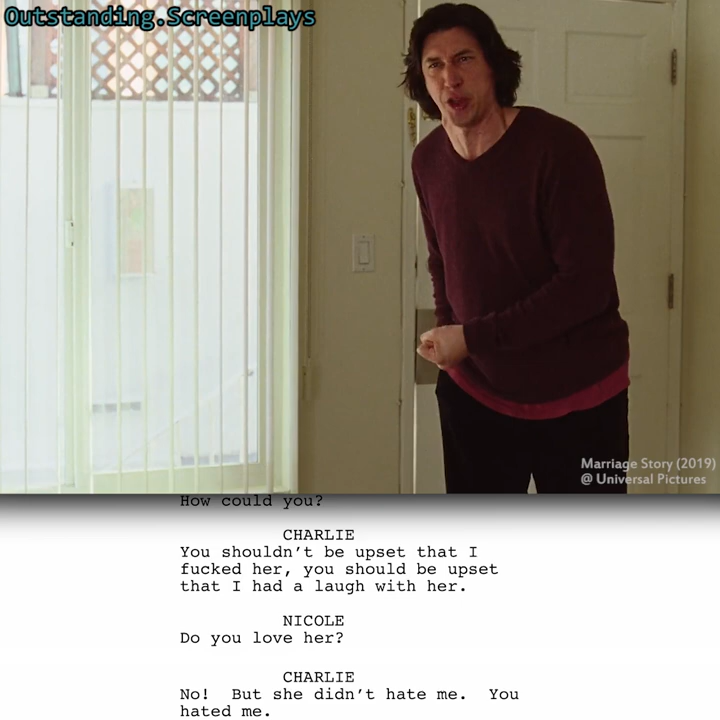 Outstanding.Screenplays
Marriage Story (2019)
@ Universal Pictures
How could you?
CHARLIE
You shouldn't be upset that I
fucked her, you should be upset
that I had a laugh with her.
NICOLE
Do you love her?
CHARLIE
No!  But she didn't hate me.  You
hated me.